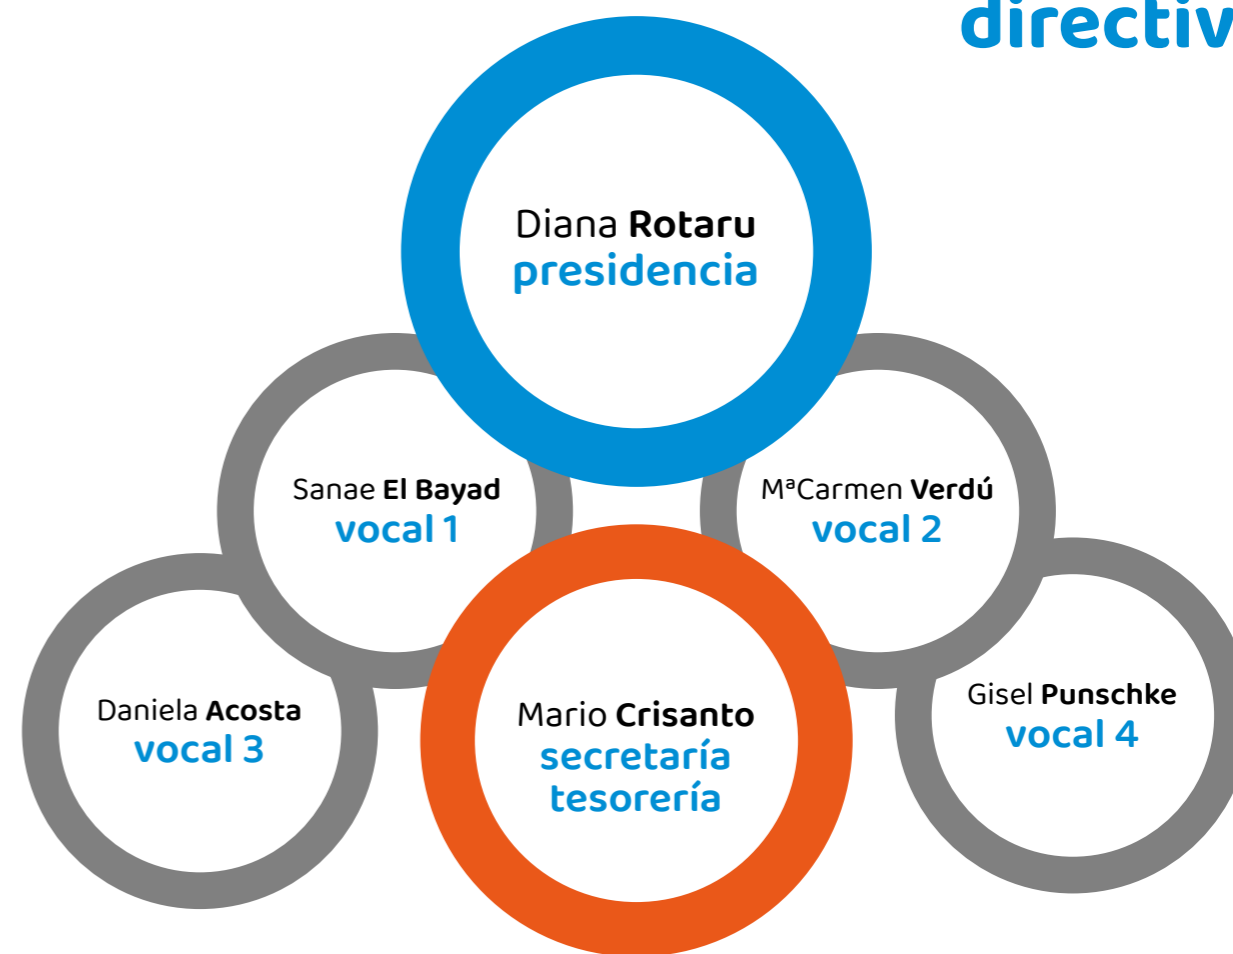 directiv
Diana Rotaru
presidencia
Sanae El Bayad
vocal 1
MªCarmen Verdú
vocal 2
Daniela Acosta
vocal 3
Mario Crisanto
secretaría
tesorería
Gisel Punschke
vocal 4